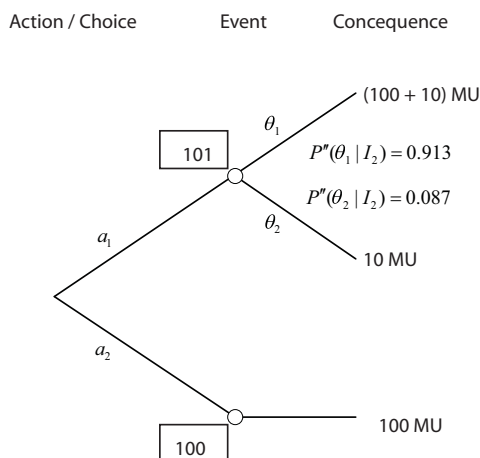 Action / Choice Event Concequence
(100 + 10) MU
θ₁
101
P″(θ₁ | I₂) = 0.913
P″(θ₂ | I₂) = 0.087
a₁
θ₂
10 MU
a₂
100 MU
100